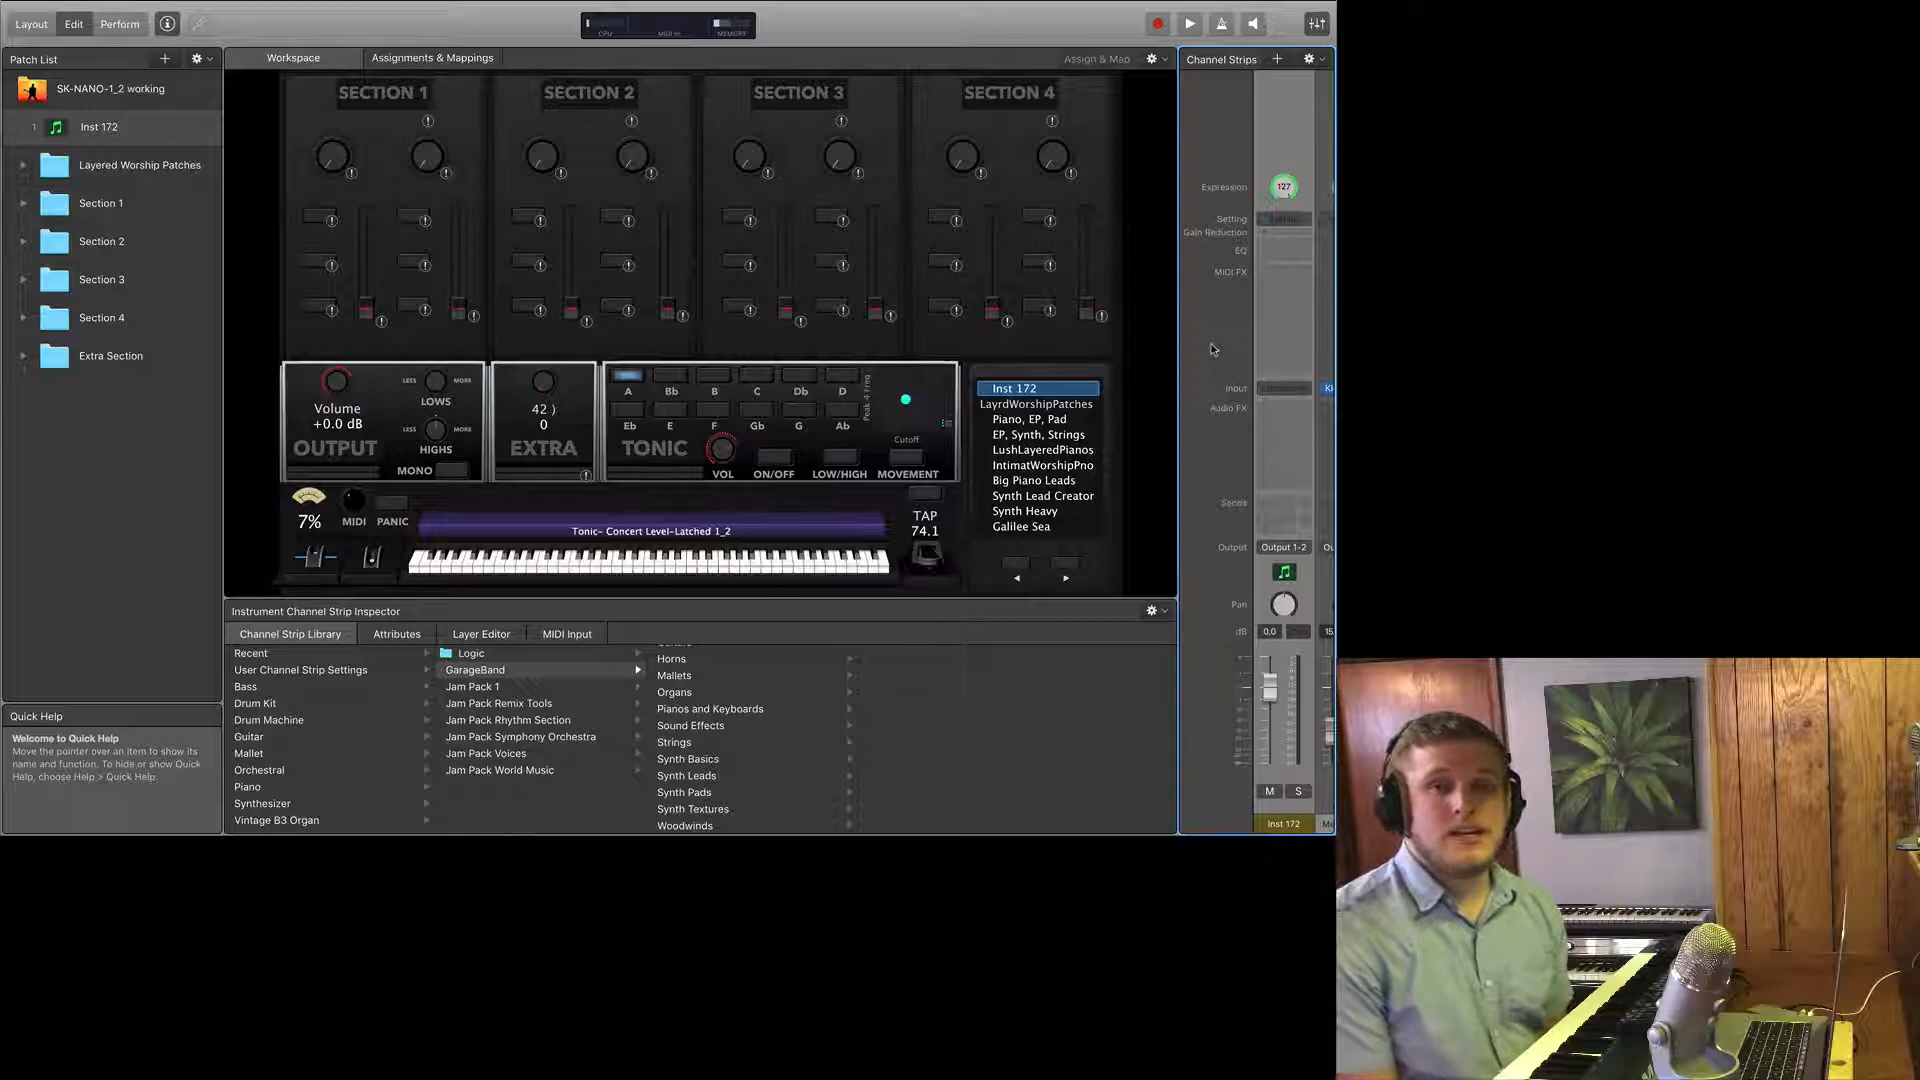 Layout Edit Perform
CPU MIDI In MEMORY
Patch List
SK-NANO-1_2 working
1 Inst 172
Layered Worship Patches
Section 1
Section 2
Section 3
Section 4
Extra Section
Quick Help
Welcome to Quick Help
Move the pointer over an item to show its
name and function. To hide or show Quick
Help, choose Help > Quick Help.
Workspace Assignments & Mappings Assign & Map
SECTION 1 SECTION 2 SECTION 3 SECTION 4
Volume
+0.0 dB
OUTPUT
LESS MORE
LOWS
LESS MORE
HIGHS
MONO
42 )
0
EXTRA
A Bb B C Db D
Eb E F Gb G Ab
Peak 4 Freq
TONIC
VOL ON/OFF LOW/HIGH
Cutoff
MOVEMENT
7%
MIDI PANIC
Tonic- Concert Level-Latched 1_2
TAP
74.1
Inst 172
LayrdWorshipPatches
Piano, EP, Pad
EP, Synth, Strings
LushLayeredPianos
IntimatWorshipPno
Big Piano Leads
Synth Lead Creator
Synth Heavy
Galilee Sea
Instrument Channel Strip Inspector
Channel Strip Library Attributes Layer Editor MIDI Input
Recent
User Channel Strip Settings
Bass
Drum Kit
Drum Machine
Guitar
Mallet
Orchestral
Piano
Synthesizer
Vintage B3 Organ
Logic
GarageBand
Jam Pack 1
Jam Pack Remix Tools
Jam Pack Rhythm Section
Jam Pack Symphony Orchestra
Jam Pack Voices
Jam Pack World Music
Horns
Mallets
Organs
Pianos and Keyboards
Sound Effects
Strings
Synth Basics
Synth Leads
Synth Pads
Synth Textures
Woodwinds
Channel Strips
Expression 127
Setting
Gain Reduction
EQ
MIDI FX
Input
Audio FX
Sends
Output Output 1-2
Pan
dB 0.0
M S
Inst 172